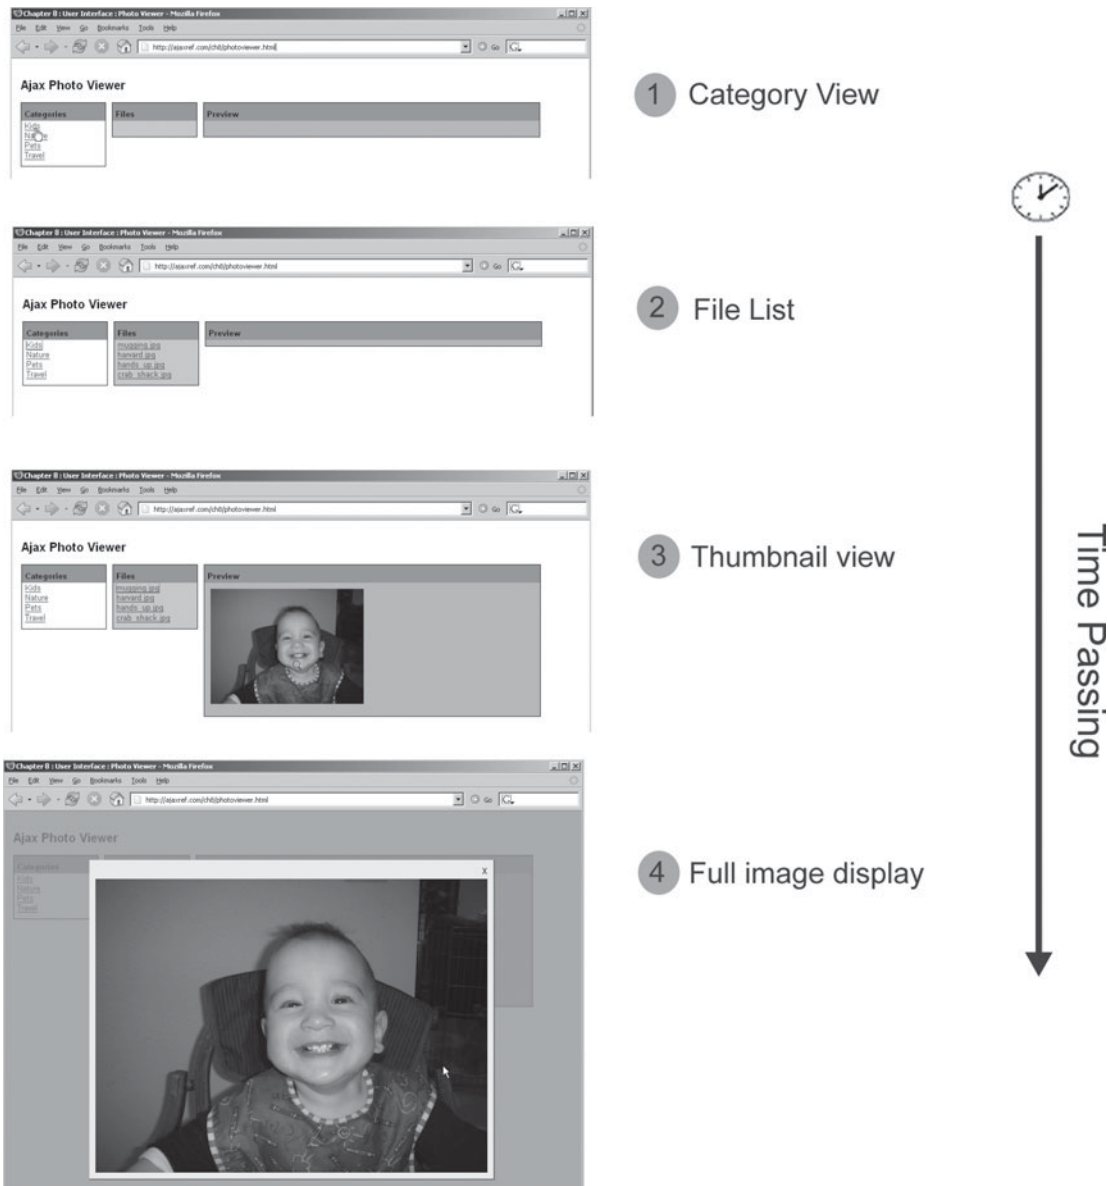 Chapter 8 : User Interface : Photo Viewer - Mozilla Firefox
File Edit View Go Bookmarks Tools Help
http://ajaxref.com/ch8/photoviewer.html
Go
Ajax Photo Viewer
Categories Files Preview
Kids
Nature
Pets
Travel
1 Category View
Chapter 8 : User Interface : Photo Viewer - Mozilla Firefox
File Edit View Go Bookmarks Tools Help
http://ajaxref.com/ch8/photoviewer.html
Go
Ajax Photo Viewer
Categories Files Preview
Kids mugging.jpg
Nature harvard.jpg
Pets hands_up.jpg
Travel crab_shack.jpg
2 File List
Chapter 8 : User Interface : Photo Viewer - Mozilla Firefox
File Edit View Go Bookmarks Tools Help
http://ajaxref.com/ch8/photoviewer.html
Go
Ajax Photo Viewer
Categories Files Preview
Kids mugging.jpg
Nature harvard.jpg
Pets hands_up.jpg
Travel crab_shack.jpg
3 Thumbnail view
Chapter 8 : User Interface : Photo Viewer - Mozilla Firefox
File Edit View Go Bookmarks Tools Help
http://ajaxref.com/ch8/photoviewer.html
Go
Ajax Photo Viewer
Categories
Kids
Nature
Pets
Travel
X
4 Full image display
Time Passing